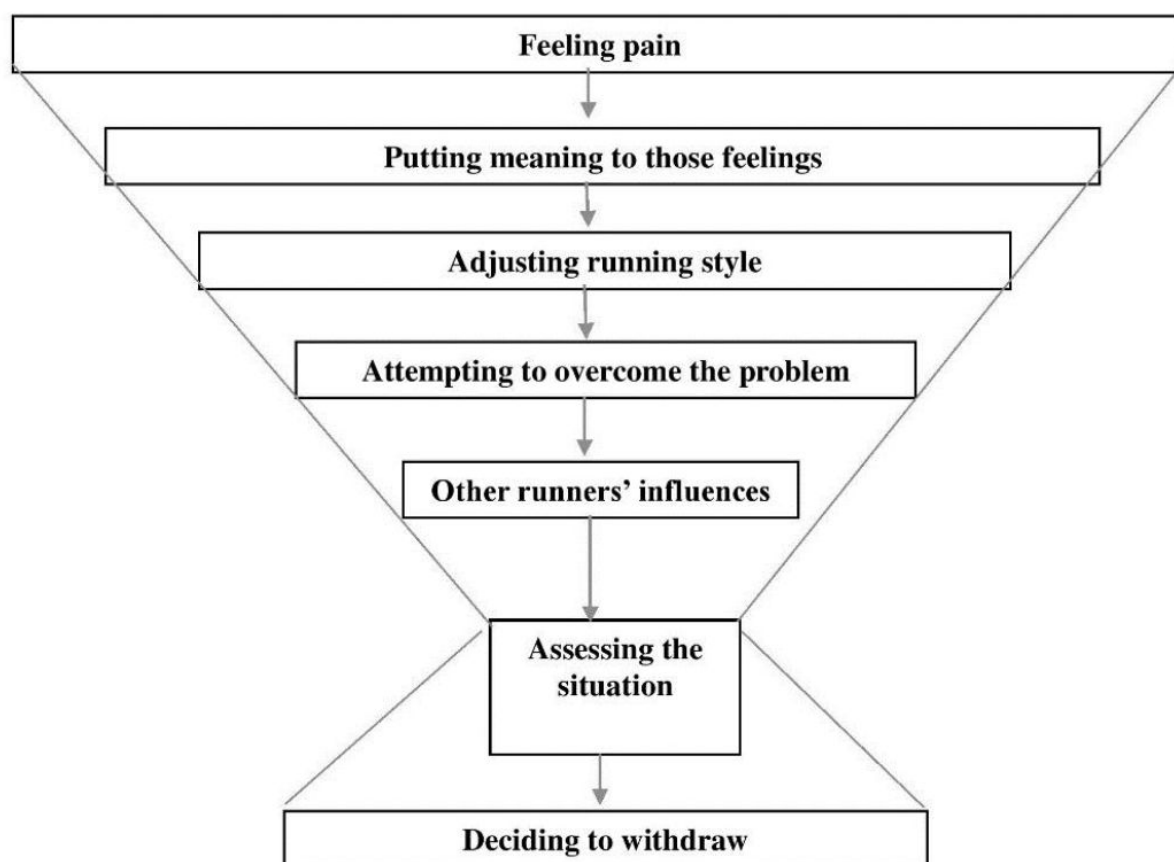 Feeling pain
Putting meaning to those feelings
Adjusting running style
Attempting to overcome the problem
Other runners’ influences
Assessing the
situation
Deciding to withdraw